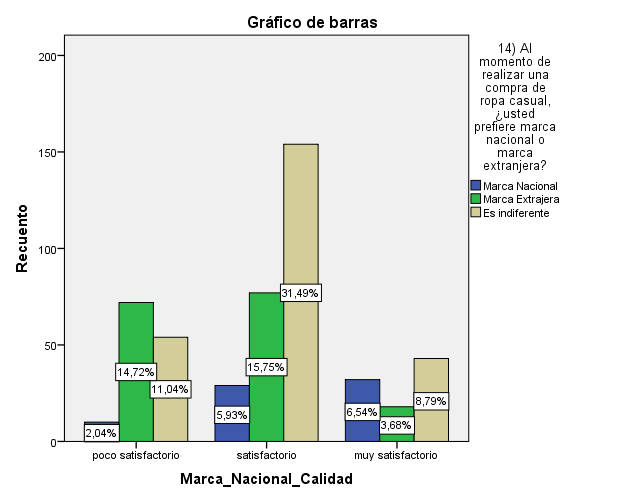 Gráfico de barras
200
150
100
50
0
Recuento
2,04%
14,72%
11,04%
5,93%
15,75%
31,49%
6,54%
3,68%
8,79%
poco satisfactorio
satisfactorio
muy satisfactorio
Marca_Nacional_Calidad
14) Al
momento de
realizar una
compra de
ropa casual,
¿usted
prefiere marca
nacional o
marca
extranjera?
Marca Nacional
Marca Extrajera
Es indiferente